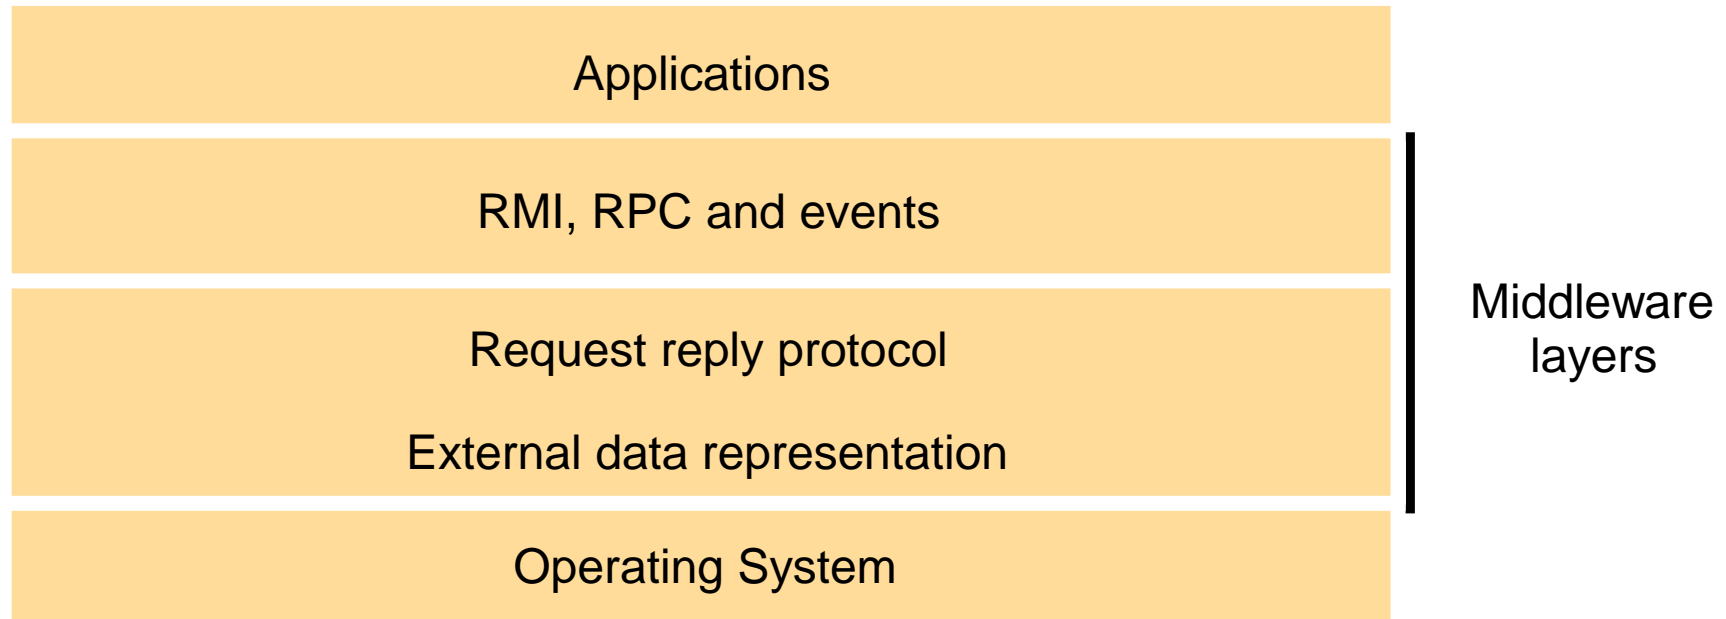 Applications
RMI, RPC and events
Request reply protocol
External data representation
Operating System
Middleware
layers